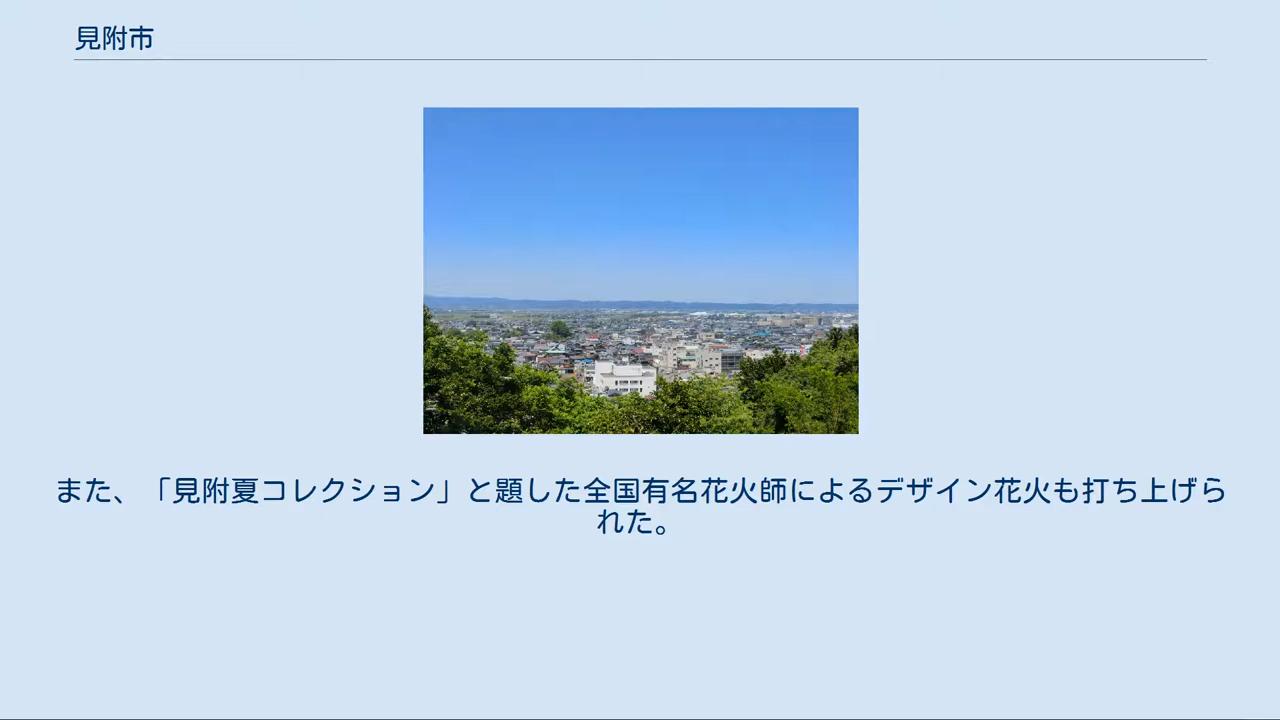 見附市
また、「見附夏コレクション」と題した全国有名花火師によるデザイン花火も打ち上げら
れた。